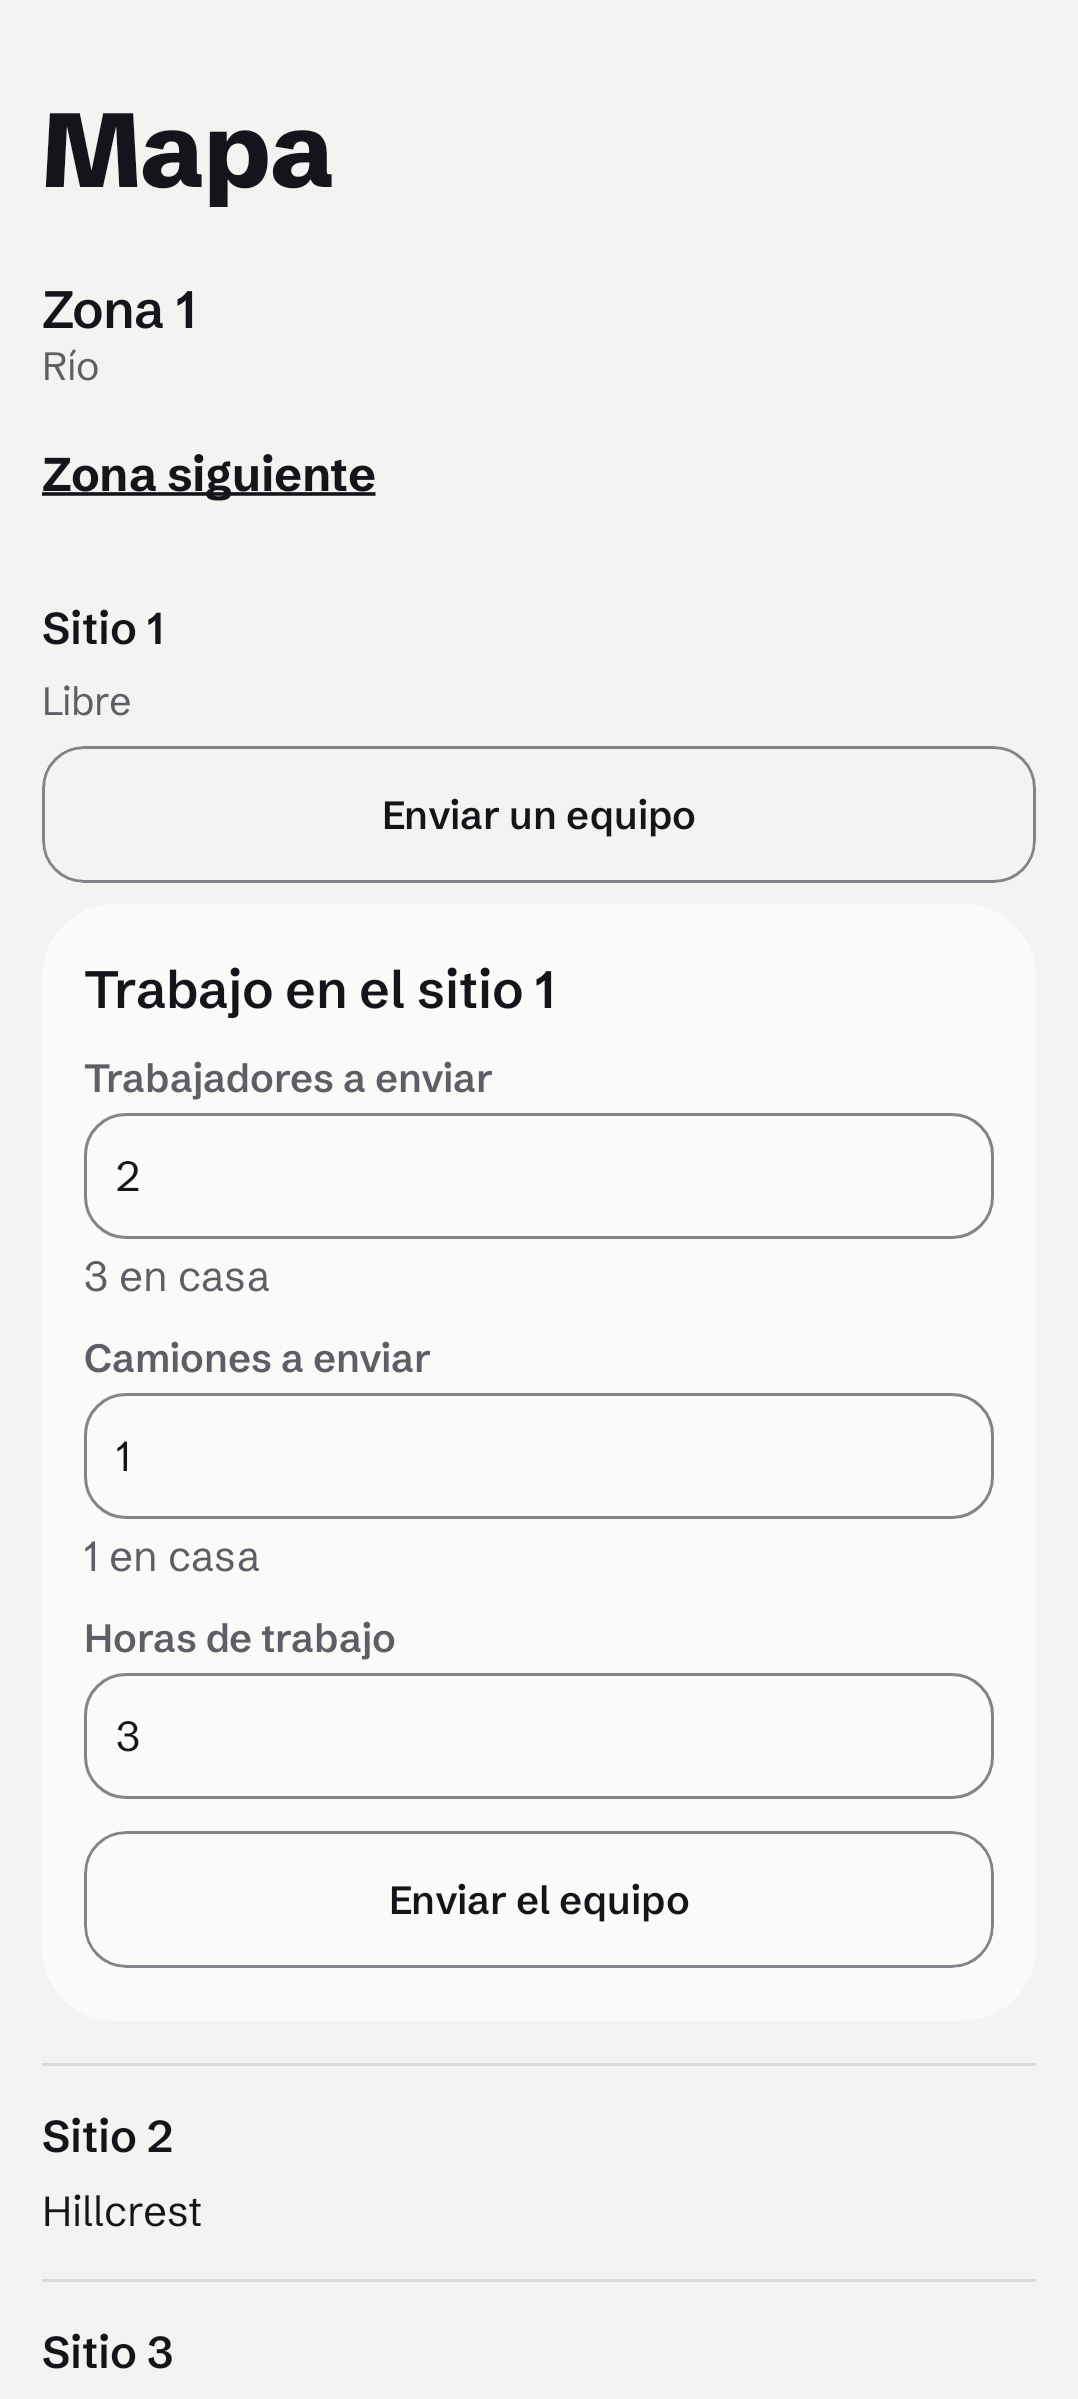 Mapa
Zona 1
Río
Zona siguiente
Sitio 1
Libre
Enviar un equipo
Trabajo en el sitio 1
Trabajadores a enviar
2
3 en casa
Camiones a enviar
1
1 en casa
Horas de trabajo
3
Enviar el equipo
Sitio 2
Hillcrest
Sitio 3